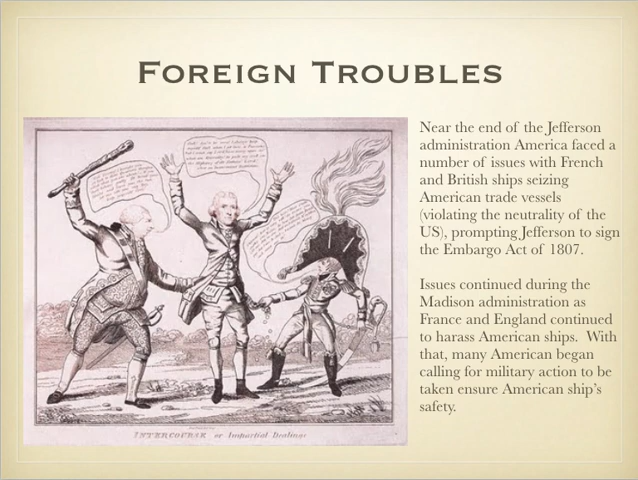 FOREIGN TROUBLES
Near the end of the Jefferson
administration America faced a
number of issues with French
and British ships seizing
American trade vessels
(violating the neutrality of the
US), prompting Jefferson to sign
the Embargo Act of 1807.
Issues continued during the
Madison administration as
France and England continued
to harass American ships. With
that, many American began
calling for military action to be
taken ensure American ship's
safety.
INTERCOURSE or Impartial Dealings